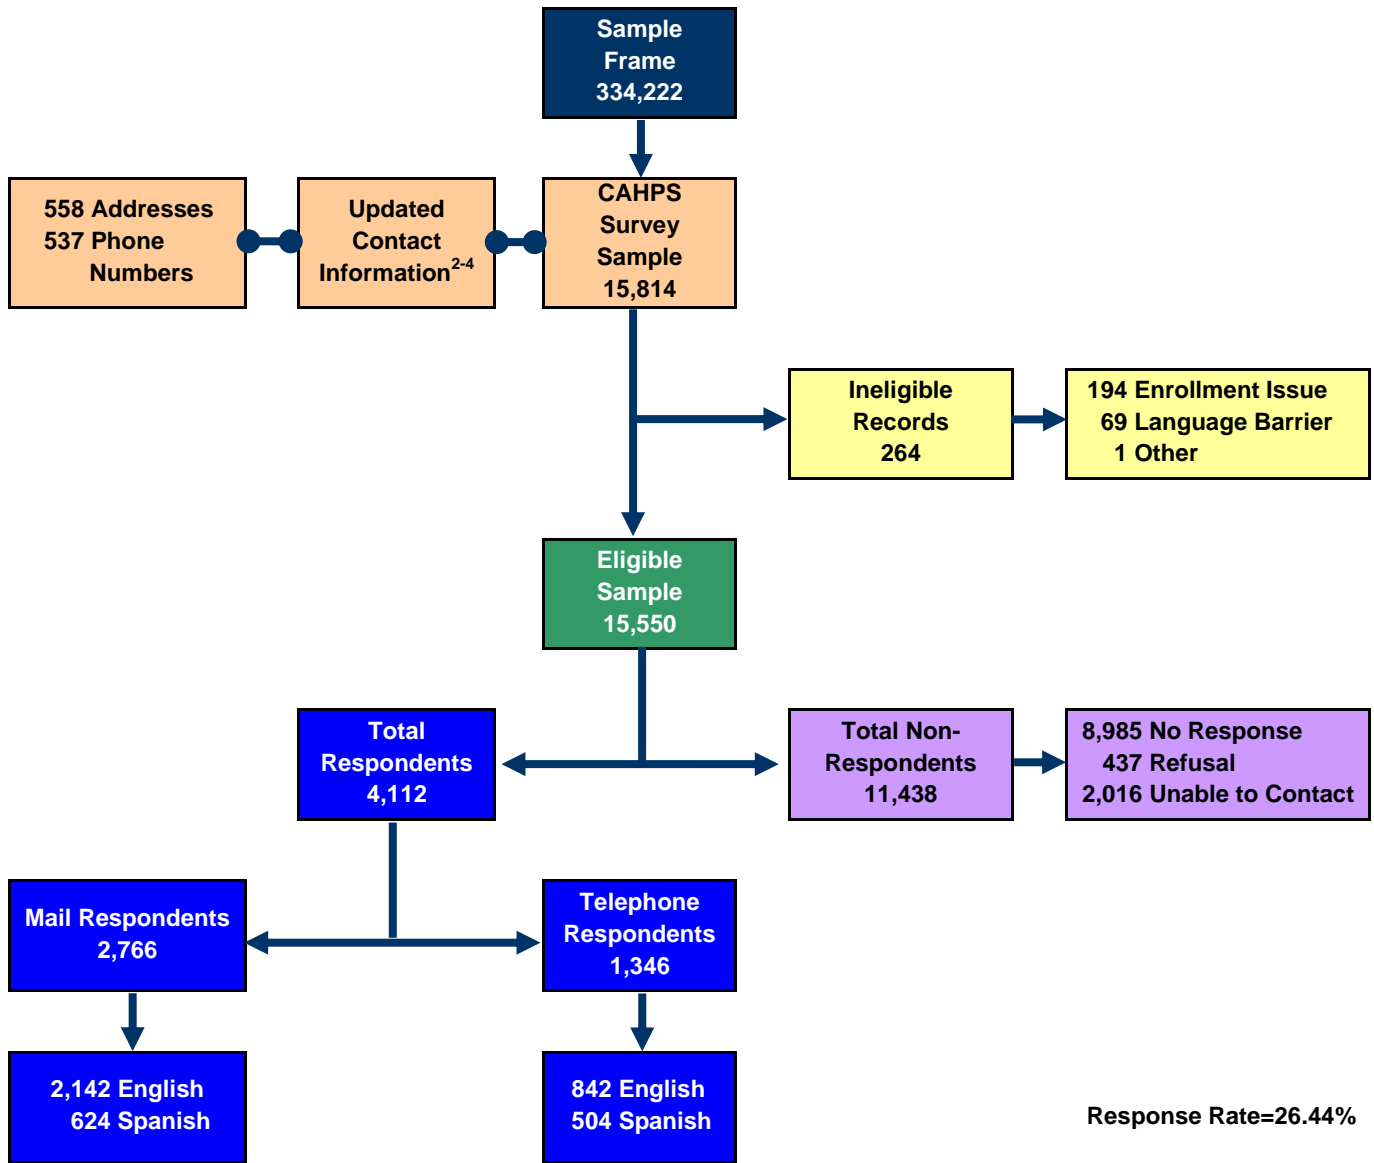 Sample
Frame
334,222
558 Addresses
537 Phone
Numbers
Updated
Contact
Information2-4
CAHPS
Survey
Sample
15,814
Ineligible
Records
264
194 Enrollment Issue
69 Language Barrier
1 Other
Eligible
Sample
15,550
Total
Respondents
4,112
Total Non-
Respondents
11,438
8,985 No Response
437 Refusal
2,016 Unable to Contact
Mail Respondents
2,766
Telephone
Respondents
1,346
2,142 English
624 Spanish
842 English
504 Spanish
Response Rate=26.44%